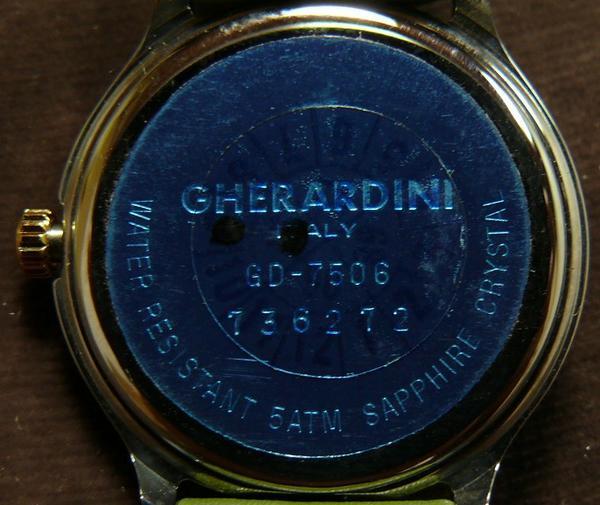 GHERARDINI
ITALY
GD-7506
736272
WATER RESISTANT 5ATM SAPPHIRE CRYSTAL